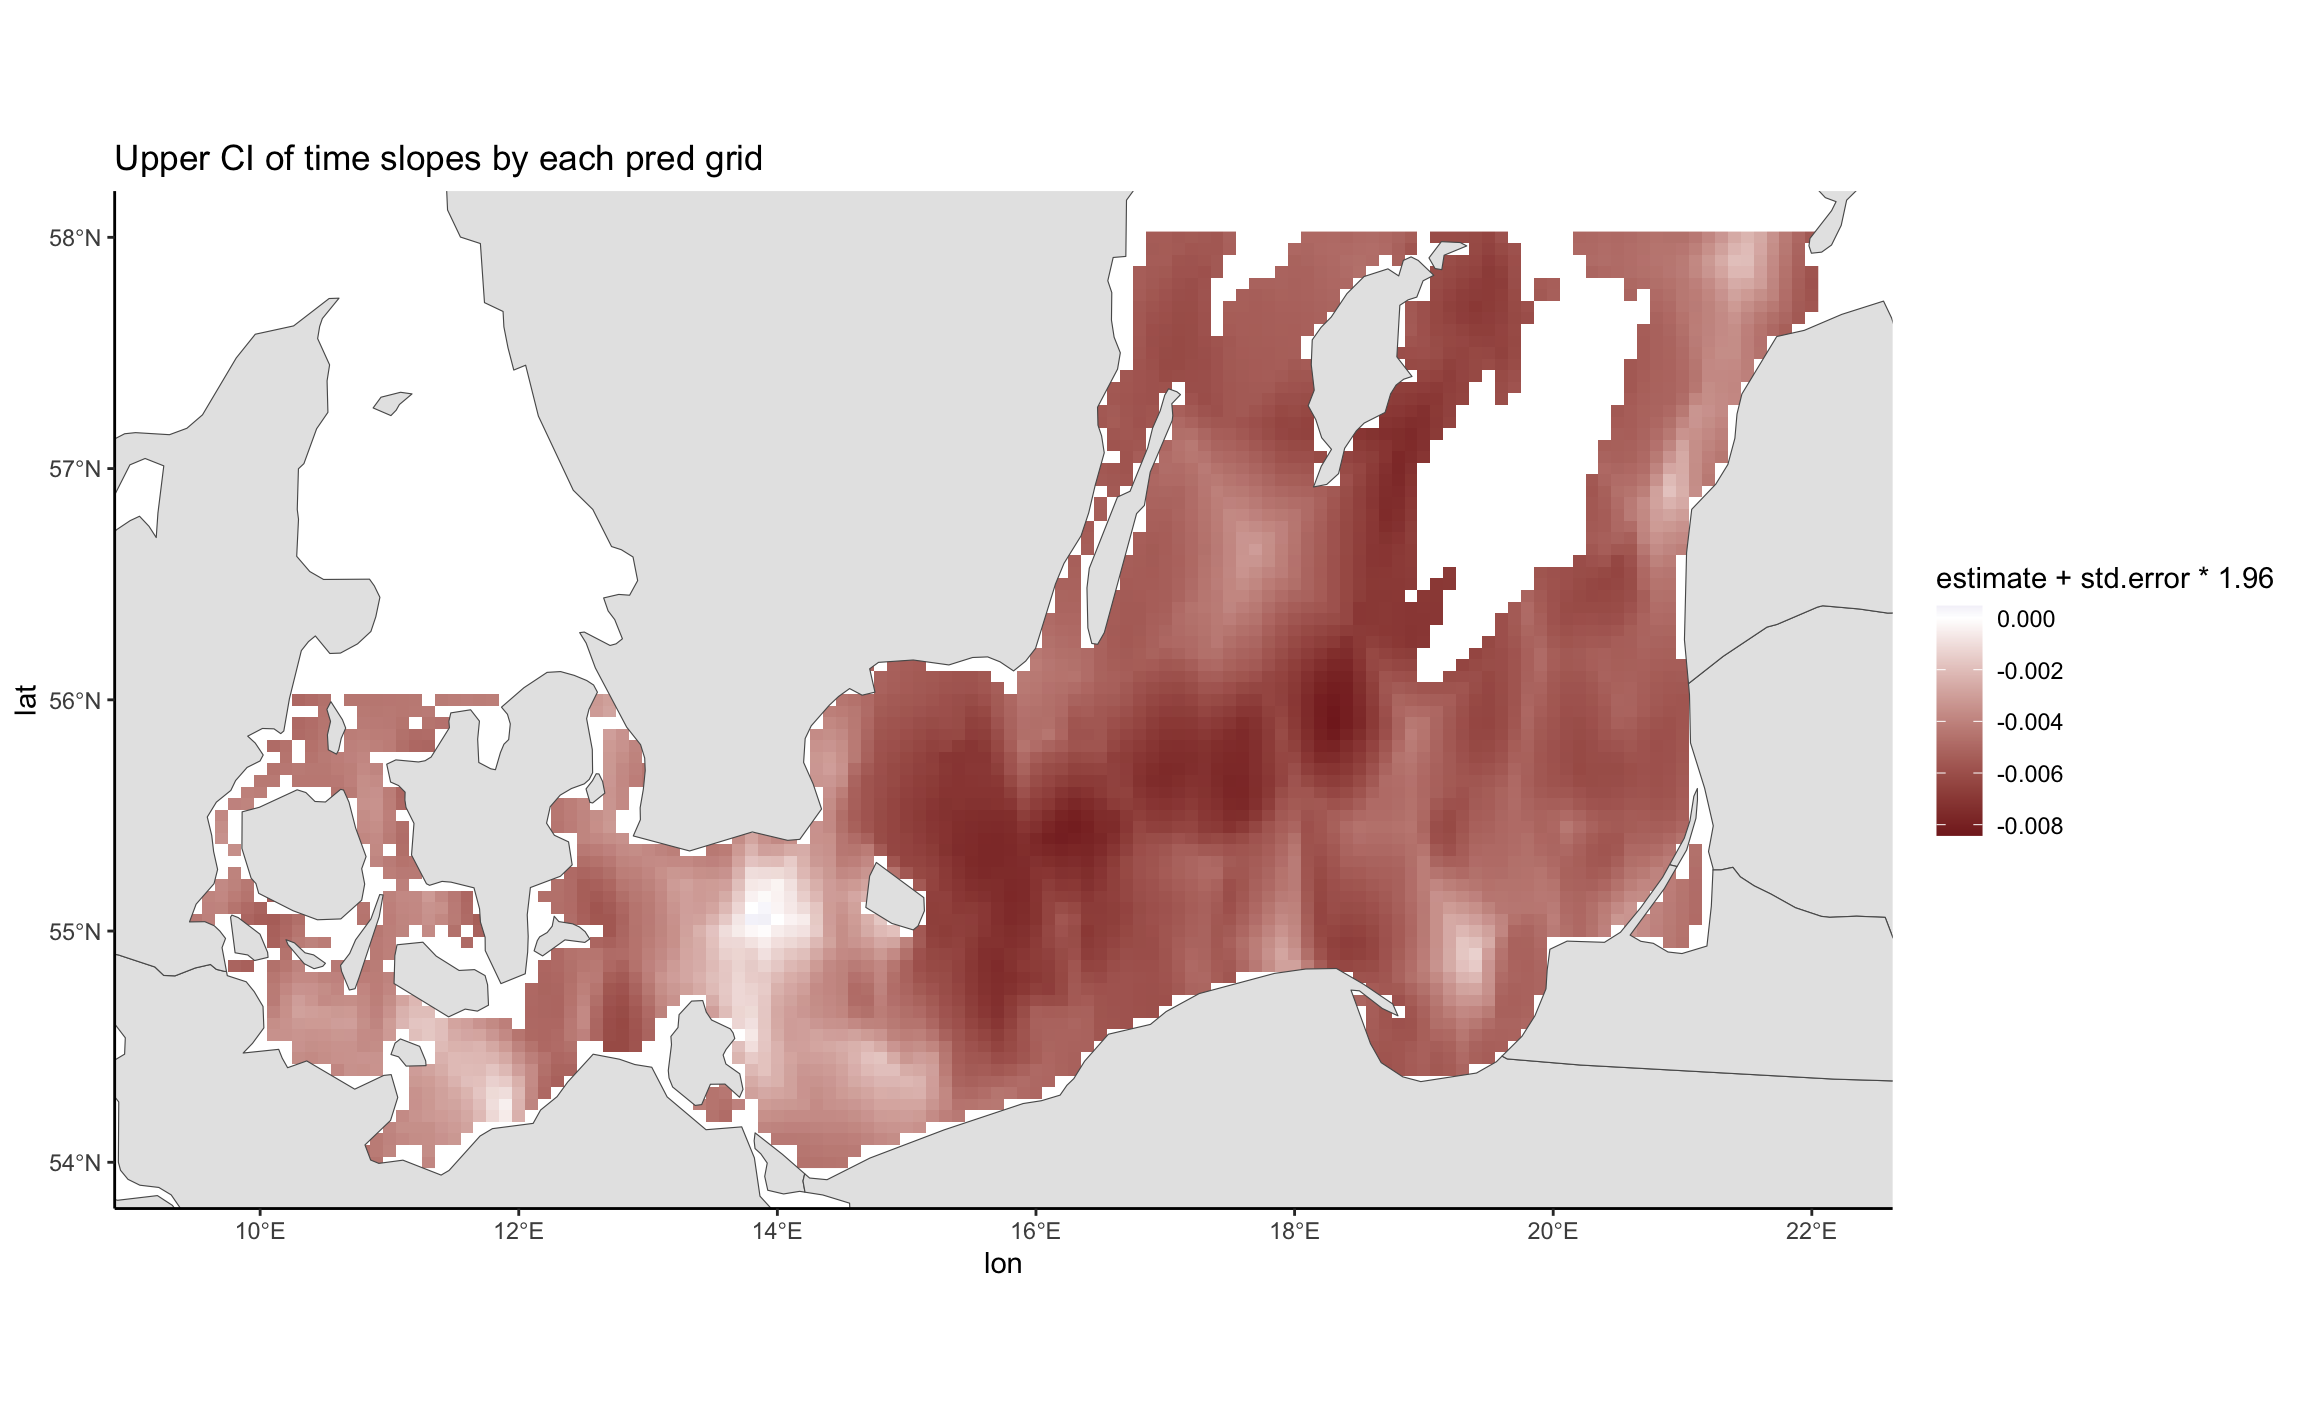 Upper CI of time slopes by each pred grid
58°N
57°N
56°N
55°N
54°N
lat
10°E 12°E 14°E 16°E 18°E 20°E 22°E
lon
estimate + std.error * 1.96
0.000
-0.002
-0.004
-0.006
-0.008